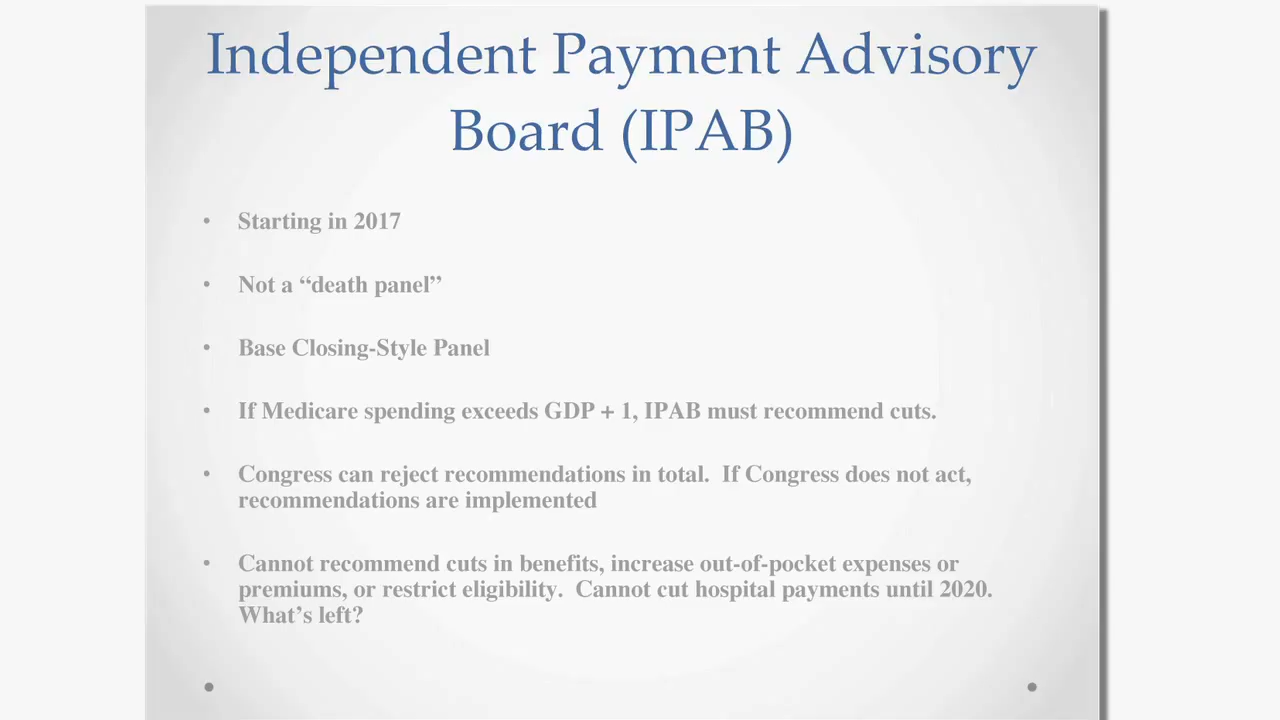 Independent Payment Advisory
Board (IPAB)
• Starting in 2017
• Not a “death panel”
• Base Closing-Style Panel
• If Medicare spending exceeds GDP + 1, IPAB must recommend cuts.
• Congress can reject recommendations in total.  If Congress does not act,
recommendations are implemented
• Cannot recommend cuts in benefits, increase out-of-pocket expenses or
premiums, or restrict eligibility.  Cannot cut hospital payments until 2020.
What’s left?